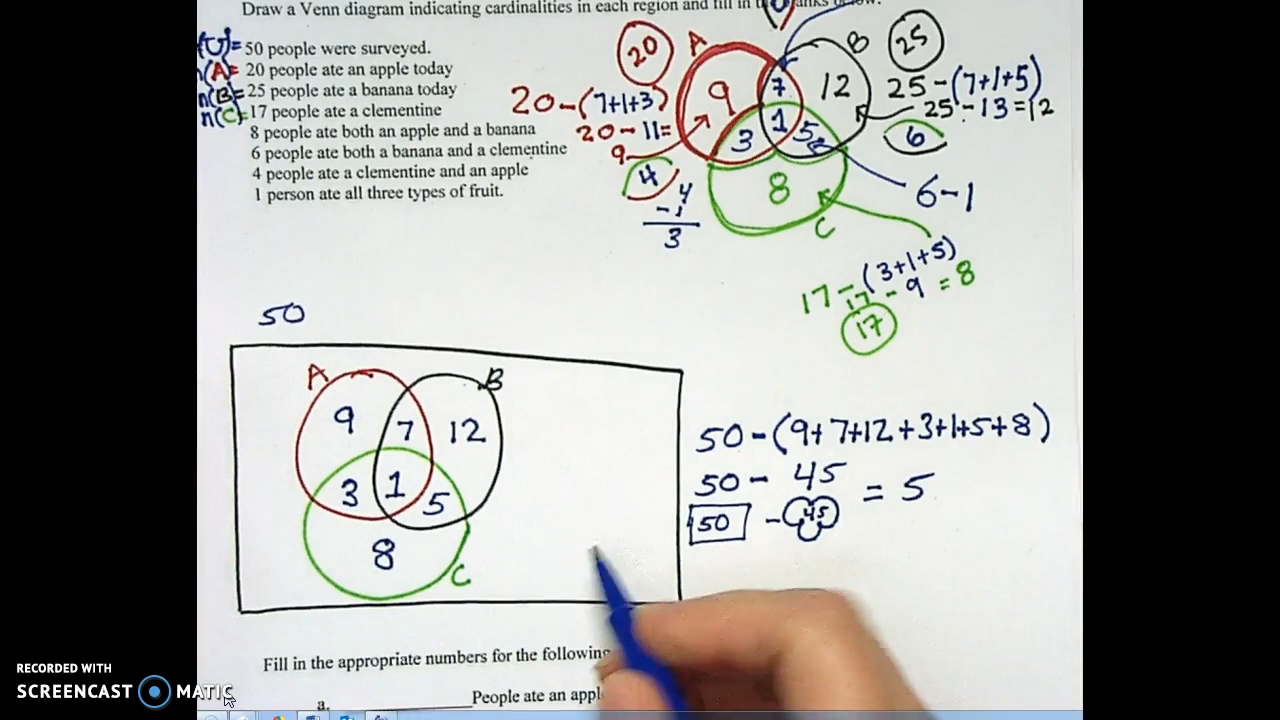 Draw a Venn diagram indicating cardinalities in each region and fill in the blanks below.
n(U)= 50 people were surveyed.
n(A)= 20 people ate an apple today
n(B)= 25 people ate a banana today
n(C)= 17 people ate a clementine
8 people ate both an apple and a banana
6 people ate both a banana and a clementine
4 people ate a clementine and an apple
1 person ate all three types of fruit.
20 A B 25
9 7 12
3 1 5
8
C
20-(7+1+3)
20-11=
9
4
4
-1
3
25-(7+1+5)
25-13=12
6
6-1
17-(3+1+5)
17-9=8
17
50
A B
9 7 12
3 1 5
8
C
50-(9+7+12+3+1+5+8)
50-45 = 5
50 - 45
Fill in the appropriate numbers for the following
a. ________ People ate an appl
RECORDED WITH
SCREENCAST MATIC